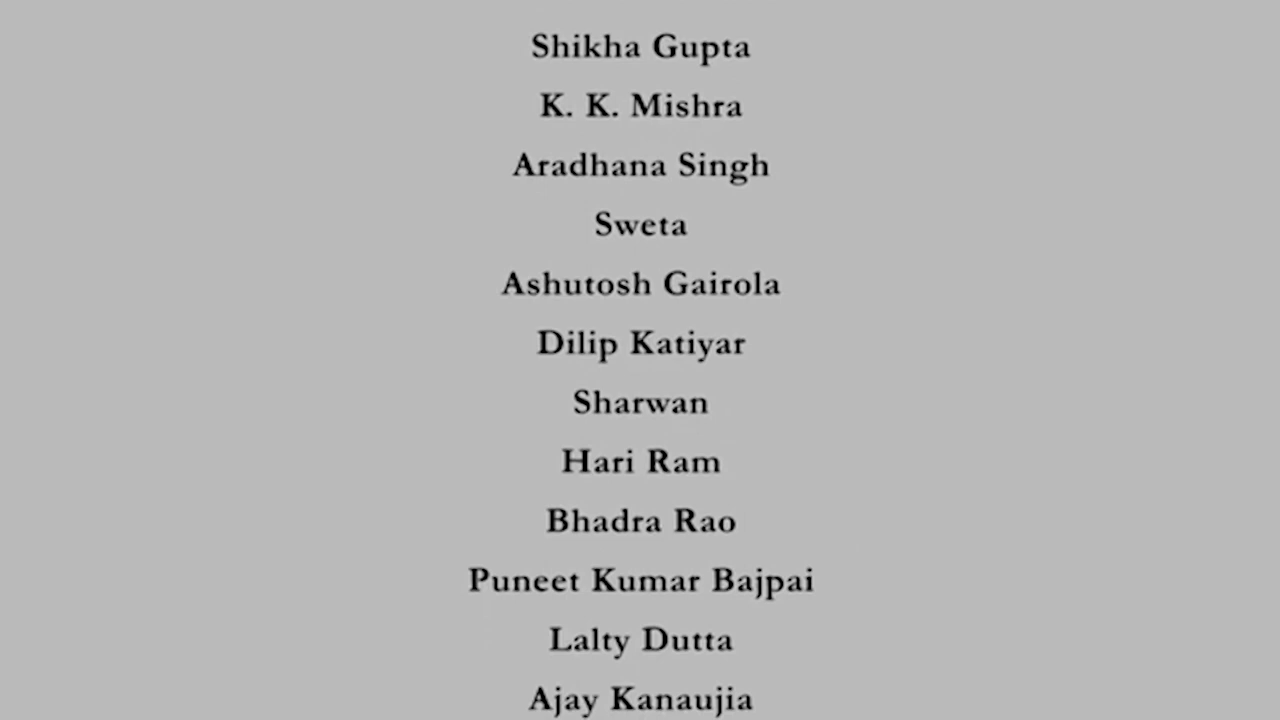 Shikha Gupta
K. K. Mishra
Aradhana Singh
Sweta
Ashutosh Gairola
Dilip Katiyar
Sharwan
Hari Ram
Bhadra Rao
Puneet Kumar Bajpai
Lalty Dutta
Ajay Kanaujia